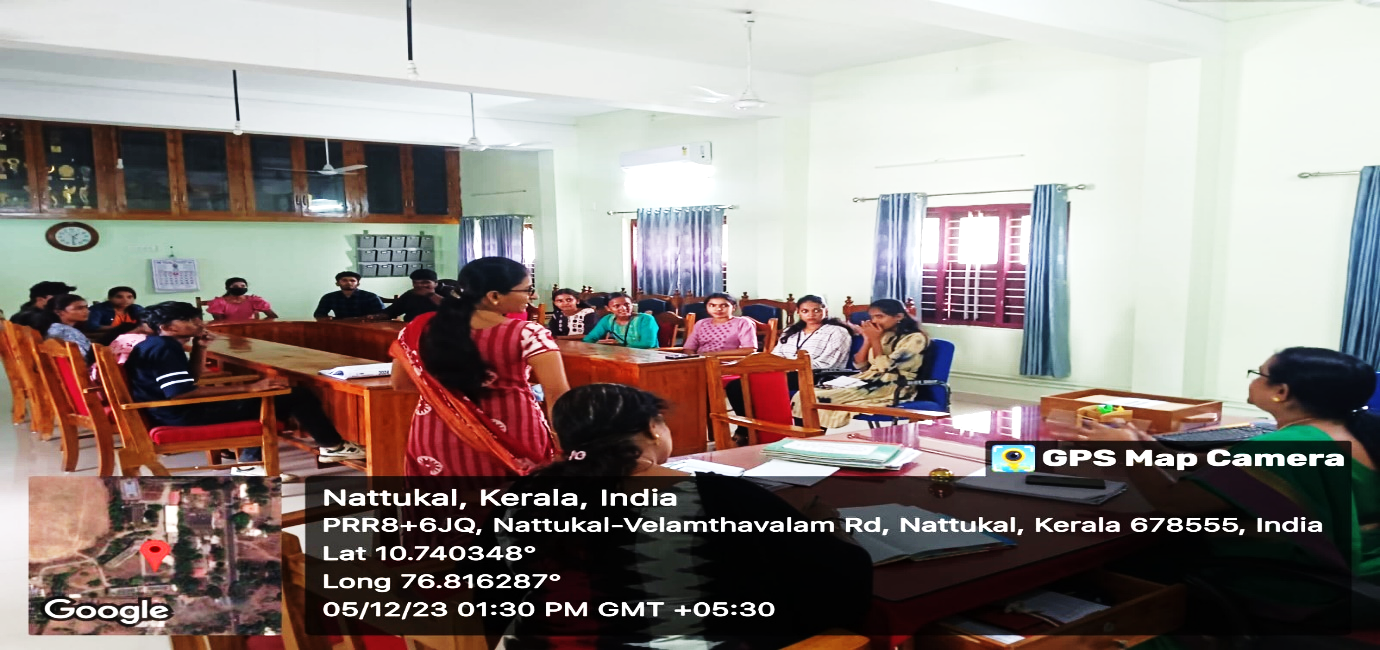 GPS Map Camera
Nattukal, Kerala, India
PRR8+6JQ, Nattukal-Velamthavalam Rd, Nattukal, Kerala 678555, India
Lat 10.740348°
Long 76.816287°
05/12/23 01:30 PM GMT +05:30
Google